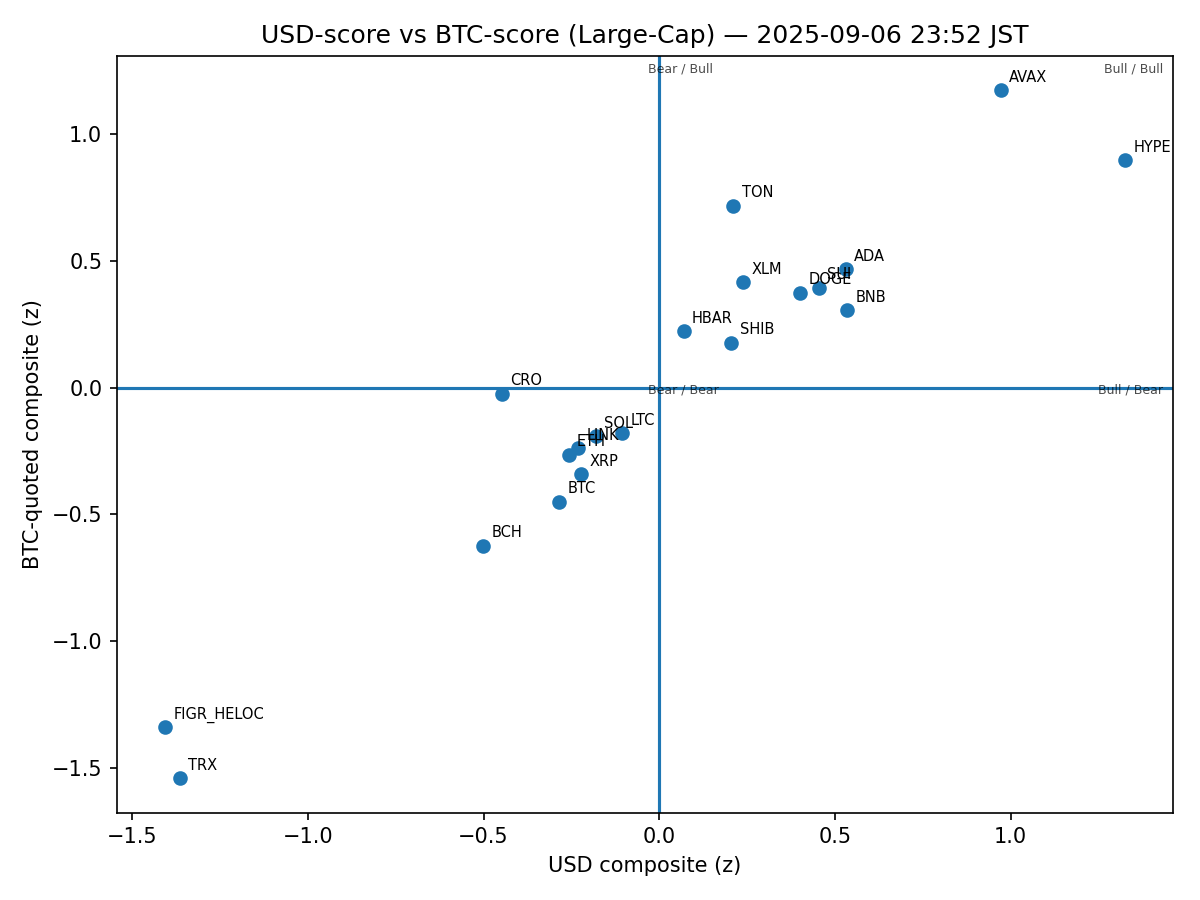 USD-score vs BTC-score (Large-Cap) — 2025-09-06 23:52 JST
Bear / Bull
Bull / Bull
AVAX
HYPE
TON
ADA
XLM
SUI
DOGE
BNB
HBAR
SHIB
CRO
Bear / Bear
Bull / Bear
SOL
LTC
LINK
ETH
XRP
BTC
BCH
FIGR_HELOC
TRX
1.0
0.5
0.0
−0.5
−1.0
−1.5
BTC-quoted composite (z)
−1.5
−1.0
−0.5
0.0
0.5
1.0
USD composite (z)